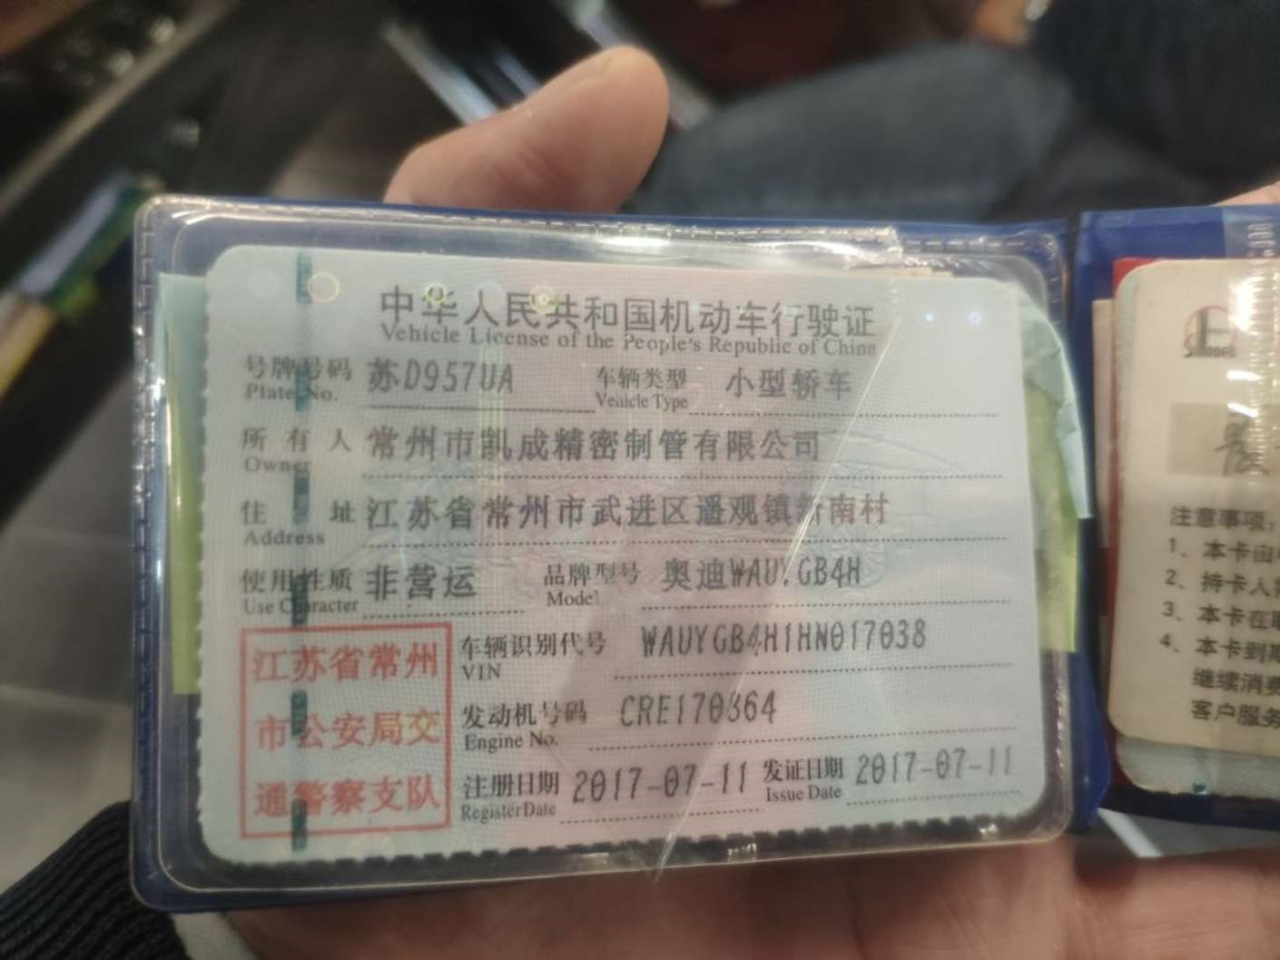 中华人民共和国机动车行驶证
Vehicle License of the People's Republic of China
号牌号码 苏D957UA 车辆类型 小型轿车
Plate No. Vehicle Type
所有人 常州市凯成精密制管有限公司
Owner
住址 江苏省常州市武进区遥观镇新南村
Address
使用性质 非营运 品牌型号 奥迪WAUYGB4H
Use Character Model
车辆识别代号 WAUYGB4H1HN017038
VIN
发动机号码 CRE170864
Engine No.
注册日期 2017-07-11 发证日期 2017-07-11
Register Date Issue Date
江苏省常州
市公安局交
通警察支队
注意事项:
1、本卡由
2、持卡人
3、本卡在
4、本卡到期
继续消费
客户服务